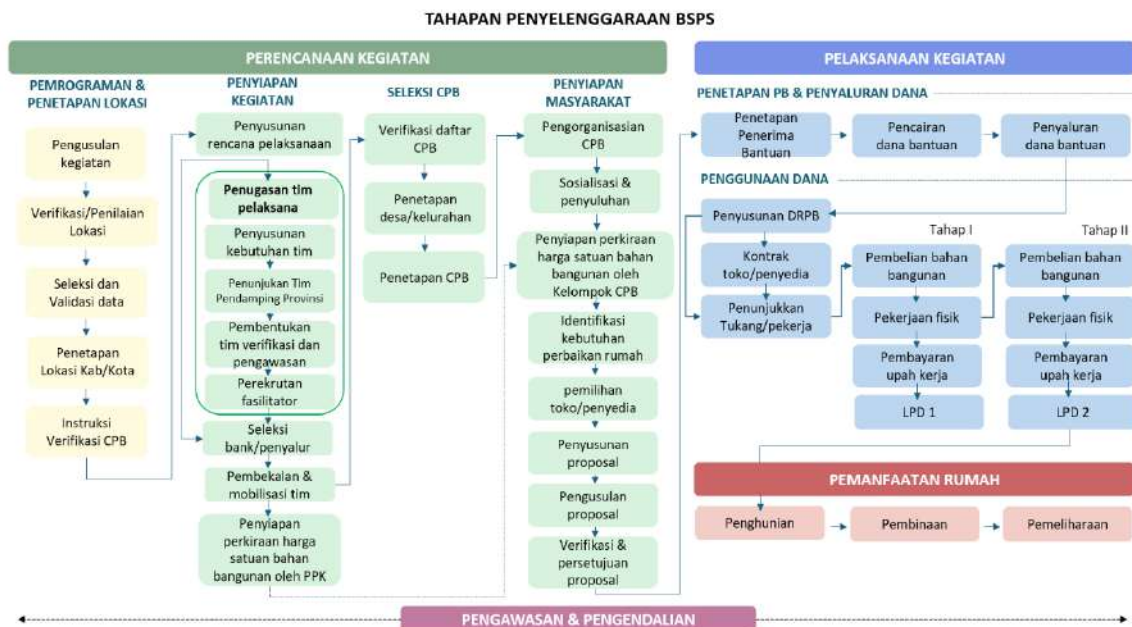 TAHAPAN PENYELENGGARAAN BSPS
PERENCANAAN KEGIATAN
PEMROGRAMAN &
PENETAPAN LOKASI
Pengusulan
kegiatan
Verifikasi/Penilaian
Lokasi
Seleksi dan
Validasi data
Penetapan
Lokasi Kab/Kota
Instruksi
Verifikasi CPB
PENYIAPAN
KEGIATAN
Penyusunan
rencana pelaksanaan
Penugasan tim
pelaksana
Penyusunan
kebutuhan tim
Penunjukan Tim
Pendamping Provinsi
Pembentukan
tim verifikasi dan
pengawasan
Perekrutan
fasilitator
Seleksi
bank/penyalur
Pembekalan &
mobilisasi tim
Penyiapan
perkiraan harga
satuan bahan
bangunan oleh PPK
SELEKSI CPB
Verifikasi daftar
CPB
Penetapan
desa/kelurahan
Penetapan CPB
PENYIAPAN
MASYARAKAT
Pengorganisasian
CPB
Sosialisasi &
penyuluhan
Penyiapan perkiraan
harga satuan bahan
bangunan oleh
Kelompok CPB
Identifikasi
kebutuhan
perbaikan rumah
pemilihan
toko/penyedia
Penyusunan
proposal
Pengusulan
proposal
Verifikasi &
persetujuan
proposal
PELAKSANAAN KEGIATAN
PENETAPAN PB & PENYALURAN DANA
Penetapan
Penerima
Bantuan
Pencairan
dana bantuan
Penyaluran
dana bantuan
PENGGUNAAN DANA
Penyusunan DRPB
Kontrak
toko/penyedia
Penunjukkan
Tukang/pekerja
Tahap I
Pembelian bahan
bangunan
Pekerjaan fisik
Pembayaran
upah kerja
LPD 1
Tahap II
Pembelian bahan
bangunan
Pekerjaan fisik
Pembayaran
upah kerja
LPD 2
PEMANFAATAN RUMAH
Penghunian
Pembinaan
Pemeliharaan
PENGAWASAN & PENGENDALIAN